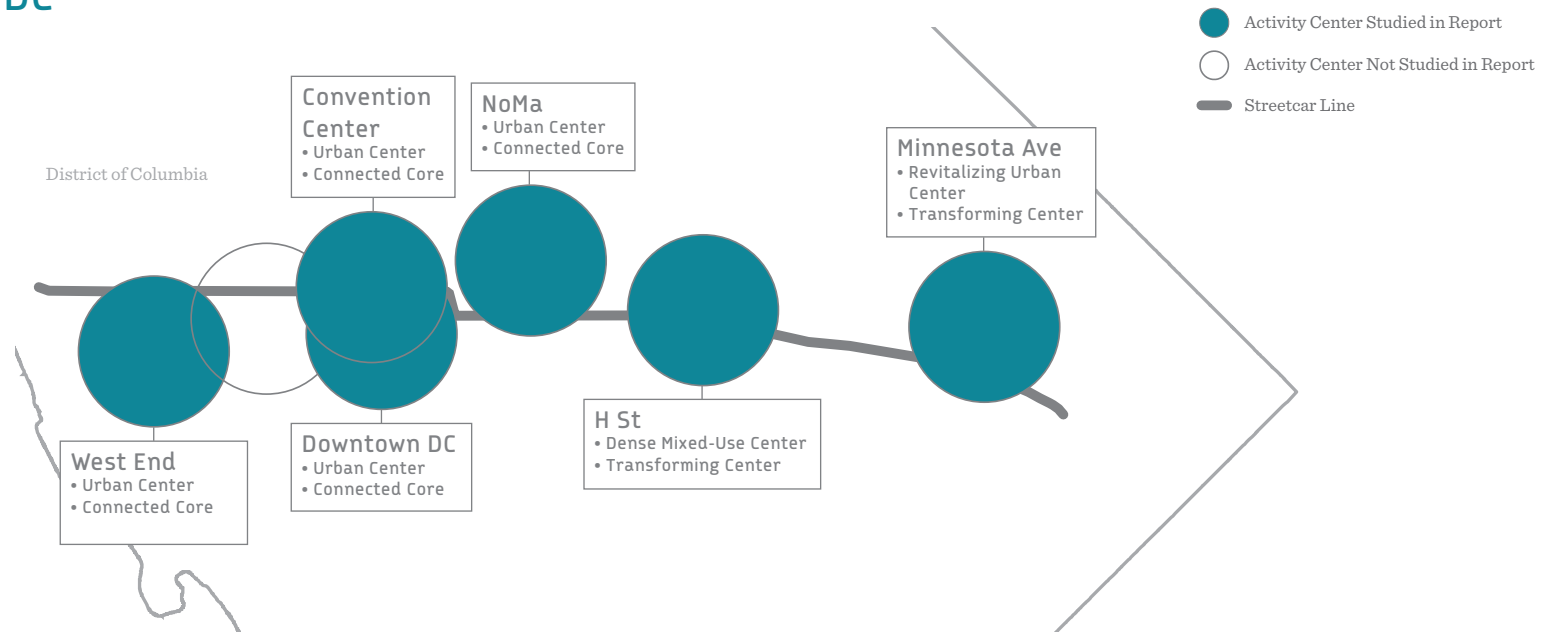 DC
Activity Center Studied in Report
Activity Center Not Studied in Report
Streetcar Line
District of Columbia
Convention
Center
• Urban Center
• Connected Core
NoMa
• Urban Center
• Connected Core
Minnesota Ave
• Revitalizing Urban
Center
• Transforming Center
West End
• Urban Center
• Connected Core
Downtown DC
• Urban Center
• Connected Core
H St
• Dense Mixed-Use Center
• Transforming Center